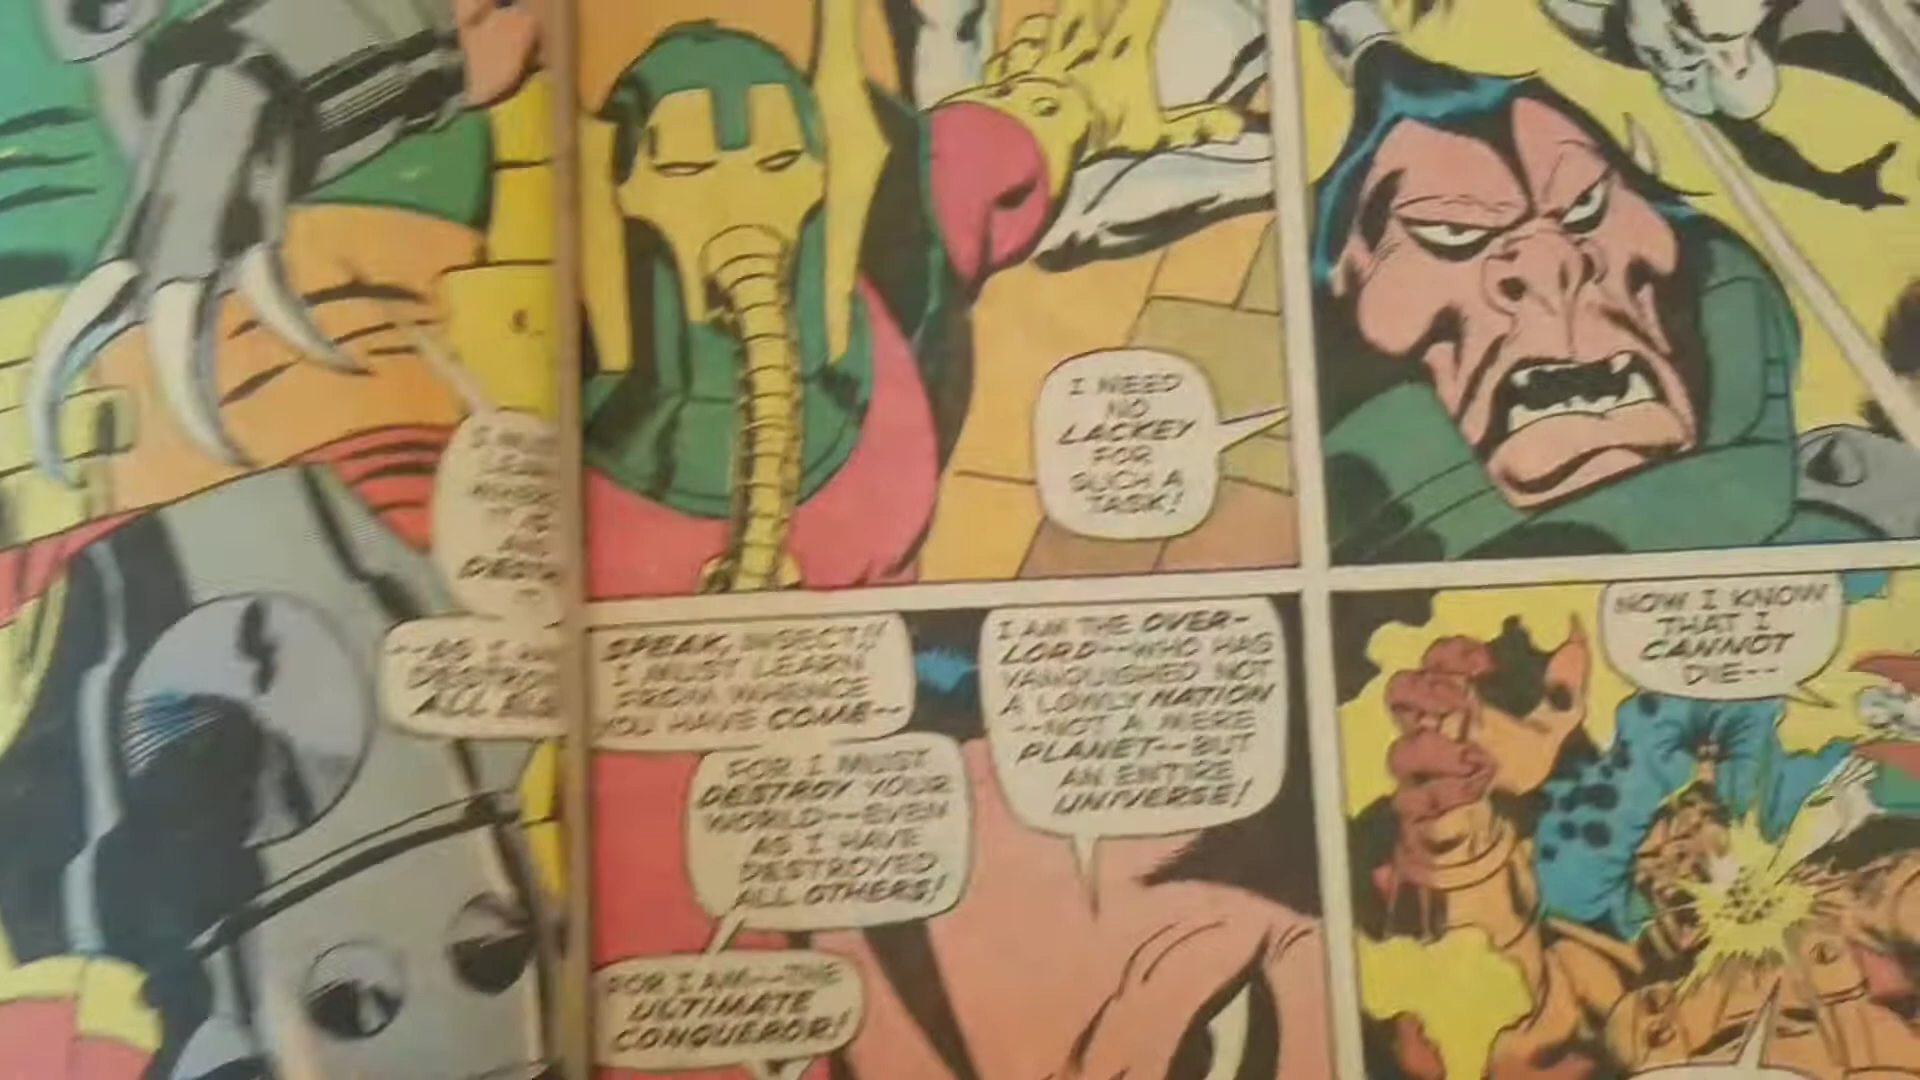 I NEED
NO
LACKEY
FOR
SUCH A
TASK!
--AS I
DESTROY
ALL
SPEAK, INSECT!!
I MUST LEARN
FROM WHENCE
YOU HAVE COME--
FOR I MUST
DESTROY YOUR
WORLD--EVEN
AS I HAVE
DESTROYED
ALL OTHERS!
FOR I AM--THE
ULTIMATE
CONQUEROR!
I AM THE OVER-
LORD--WHO HAS
VANQUISHED NOT
A LOWLY NATION
--NOT A MERE
PLANET--BUT
AN ENTIRE
UNIVERSE!
NOW I KNOW
THAT I
CANNOT
DIE--